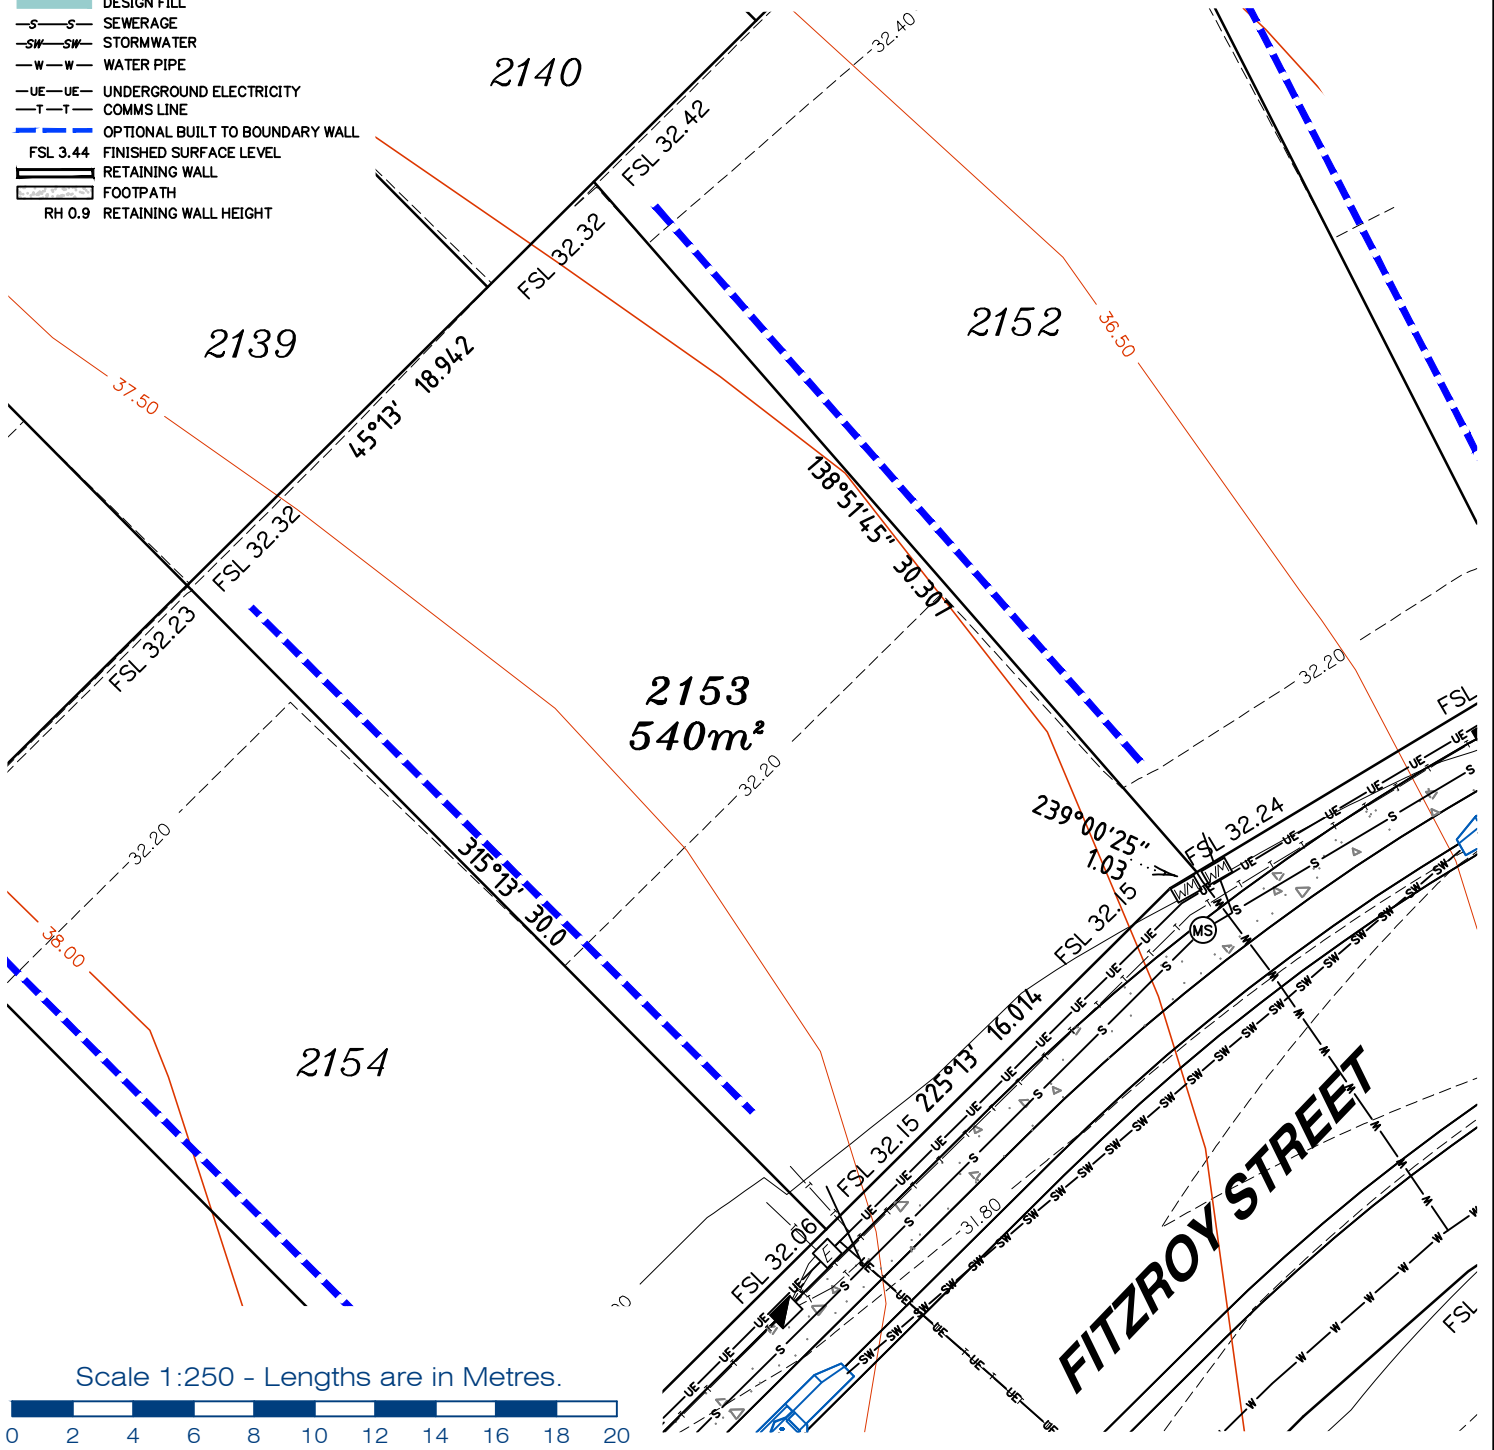 DESIGN FILL
S S SEWERAGE
SW SW STORMWATER
W W WATER PIPE
UE UE UNDERGROUND ELECTRICITY
T T COMMS LINE
OPTIONAL BUILT TO BOUNDARY WALL
FSL 3.44 FINISHED SURFACE LEVEL
RETAINING WALL
FOOTPATH
RH 0.9 RETAINING WALL HEIGHT
2140
32.40
FSL 32.42
FSL 32.32
2139
2152
36.50
37.50
45°13' 18.942
138°51'45" 30.307
FSL 32.32
FSL 32.23
2153
540m²
32.20
32.20
32.20
FSL
239°00'25"
1.03
FSL 32.24
FSL 32.15
MS
315°13' 30.0
38.00
2154
225°13' 16.014
FSL 32.15
FSL 32.06
E
31.80
FITZROY STREET
FSL
Scale 1:250 - Lengths are in Metres.
0 2 4 6 8 10 12 14 16 18 20